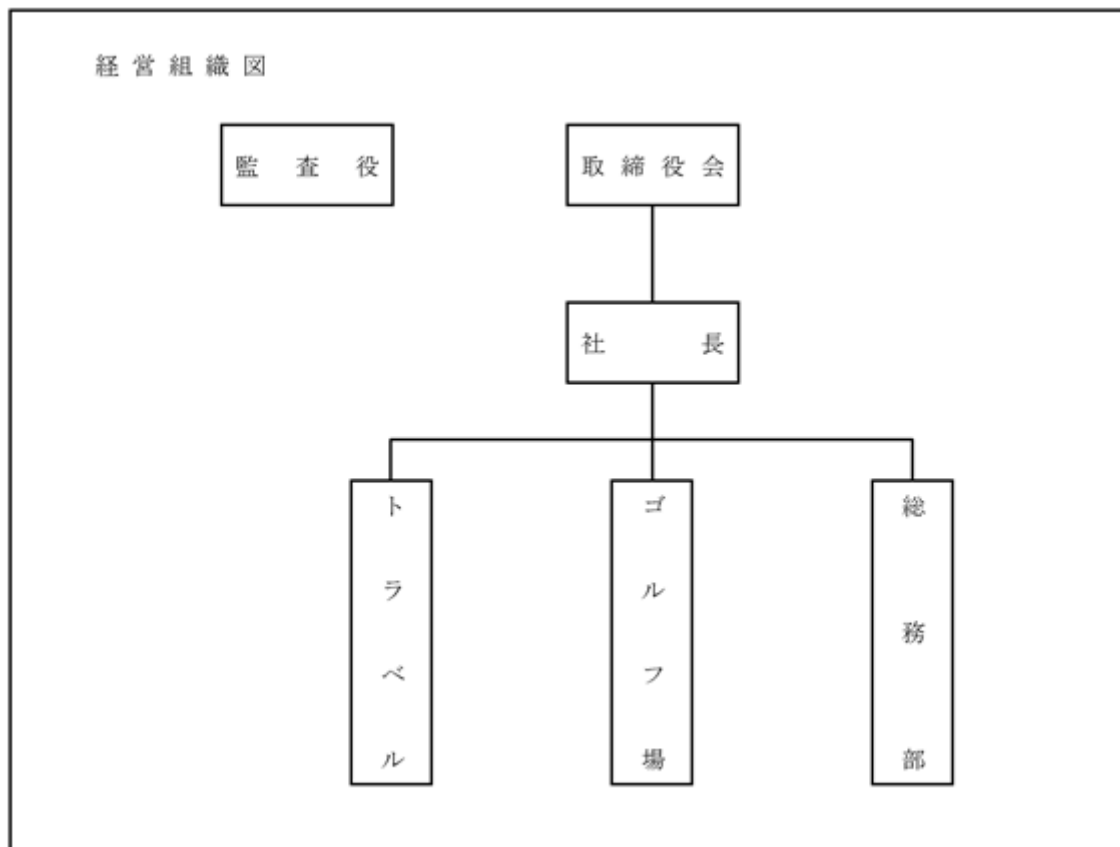 経営組織図
監査役
取締役会
社長
トラベル
ゴルフ場
総務部